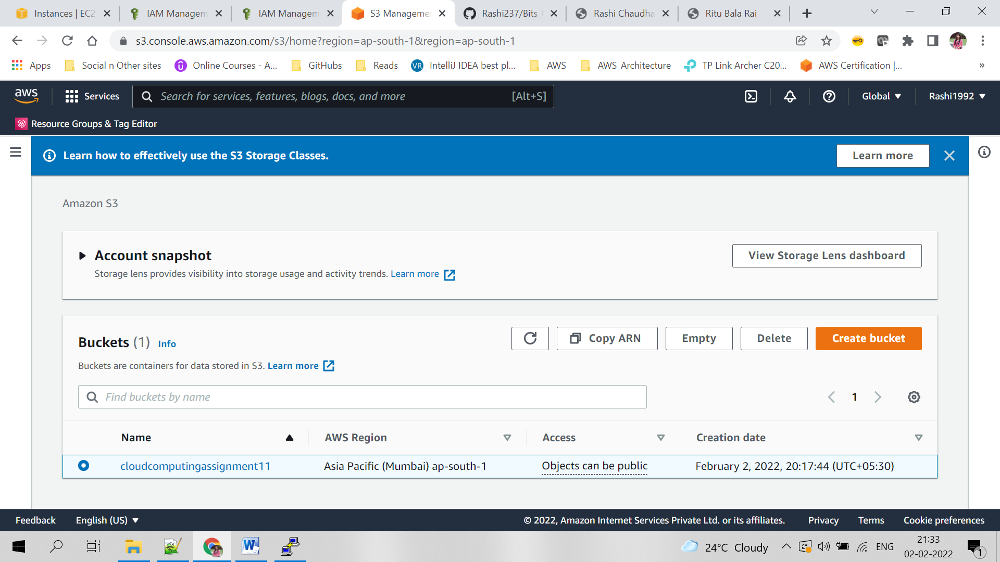 Instances | EC2
IAM Managem
IAM Managem
S3 Managemen
Rashi237/Bits_
Rashi Chaudha
Ritu Bala Rai
s3.console.aws.amazon.com/s3/home?region=ap-south-1&region=ap-south-1
Apps
Social n Other sites
Online Courses - A...
GitHubs
Reads
VR
IntelliJ IDEA best pl...
AWS
AWS_Architecture
TP Link Archer C20...
AWS Certification |...
»
aws
Services
Search for services, features, blogs, docs, and more
[Alt+S]
Global
Rashi1992
Resource Groups & Tag Editor
Learn how to effectively use the S3 Storage Classes.
Learn more
Amazon S3
Account snapshot
View Storage Lens dashboard
Storage lens provides visibility into storage usage and activity trends. Learn more
Buckets (1) Info
Copy ARN
Empty
Delete
Create bucket
Buckets are containers for data stored in S3. Learn more
Find buckets by name
1
Name
AWS Region
Access
Creation date
cloudcomputingassignment11
Asia Pacific (Mumbai) ap-south-1
Objects can be public
February 2, 2022, 20:17:44 (UTC+05:30)
Feedback
English (US)
© 2022, Amazon Internet Services Private Ltd. or its affiliates.
Privacy
Terms
Cookie preferences
W
24°C Cloudy
ENG
21:33
02-02-2022
1